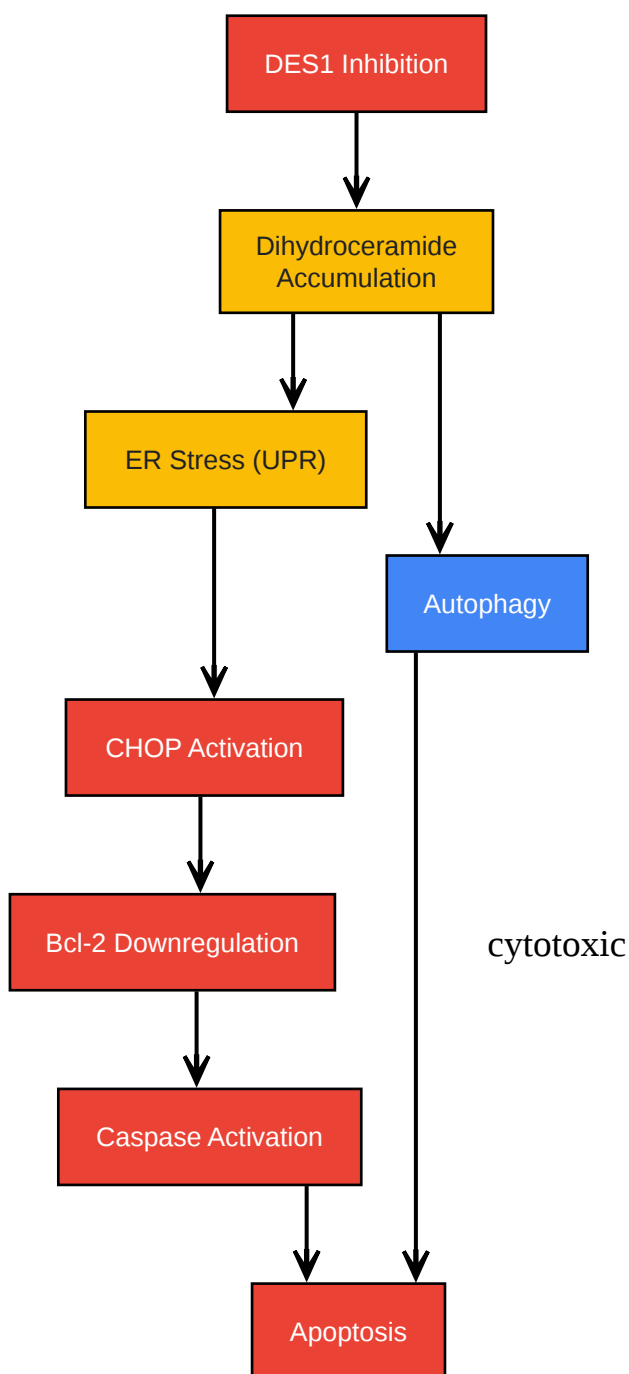 DES1 Inhibition
Dihydroceramide
Accumulation
ER Stress (UPR)
Autophagy
CHOP Activation
Bcl-2 Downregulation
cytotoxic
Caspase Activation
Apoptosis